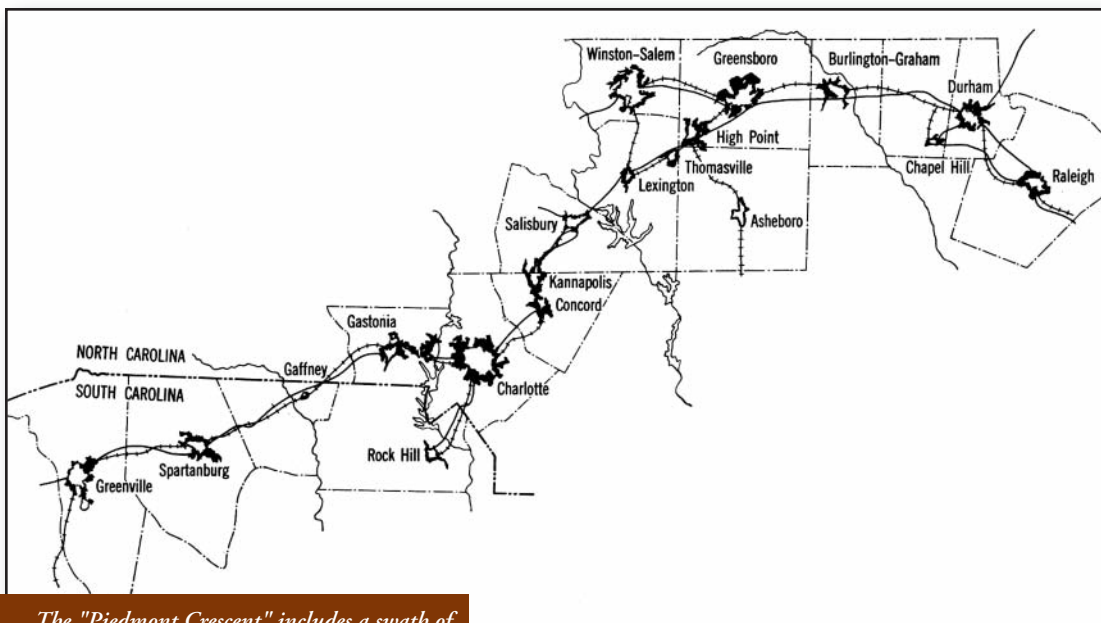 Winston-Salem
Greensboro
Burlington-Graham
Durham
High Point
Thomasville
Chapel Hill
Raleigh
Lexington
Salisbury
Asheboro
Kannapolis
Concord
Gastonia
NORTH CAROLINA
Gaffney
SOUTH CAROLINA
Charlotte
Rock Hill
Spartanburg
Greenville
The "Piedmont Crescent" includes a swath of